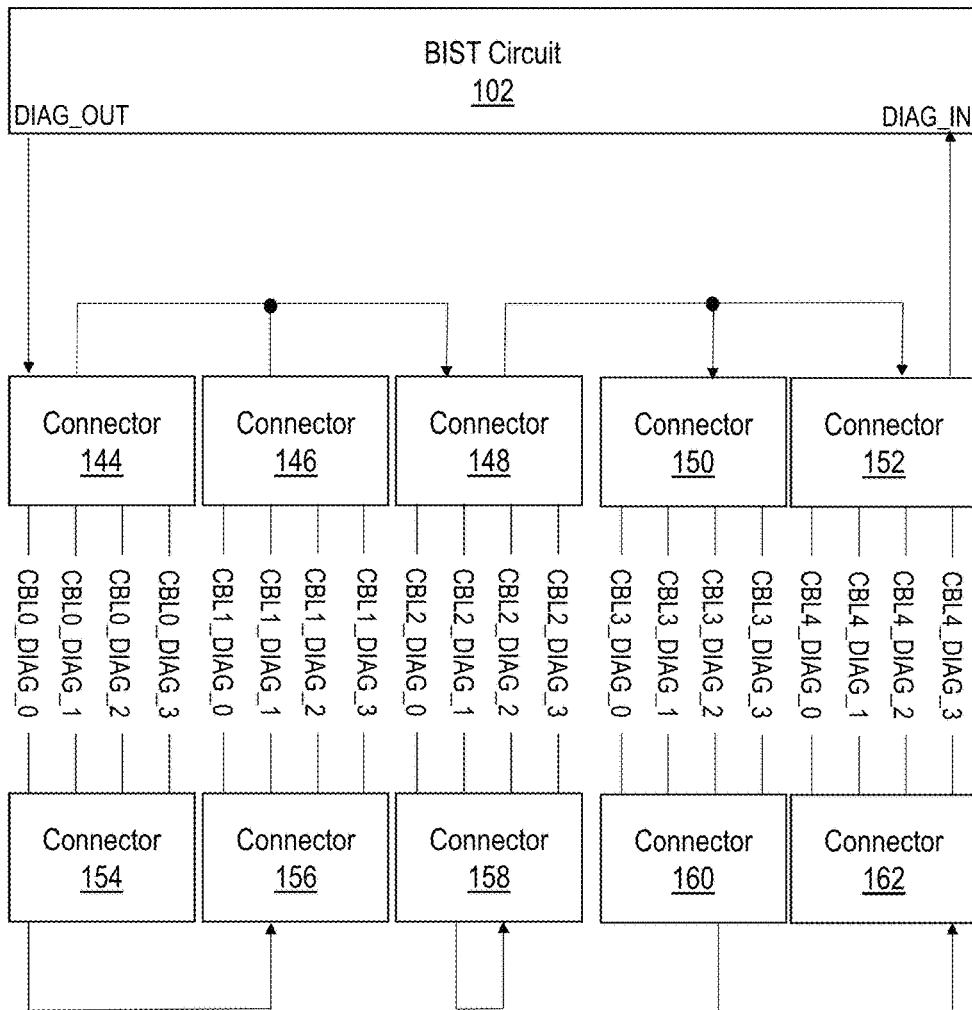 BIST Circuit
102
DIAG_OUT
DIAG_IN
Connector
144
Connector
146
Connector
148
Connector
150
Connector
152
CBL0_DIAG_0
CBL0_DIAG_1
CBL0_DIAG_2
CBL0_DIAG_3
CBL1_DIAG_0
CBL1_DIAG_1
CBL1_DIAG_2
CBL1_DIAG_3
CBL2_DIAG_0
CBL2_DIAG_1
CBL2_DIAG_2
CBL2_DIAG_3
CBL3_DIAG_0
CBL3_DIAG_1
CBL3_DIAG_2
CBL3_DIAG_3
CBL4_DIAG_0
CBL4_DIAG_1
CBL4_DIAG_2
CBL4_DIAG_3
Connector
154
Connector
156
Connector
158
Connector
160
Connector
162